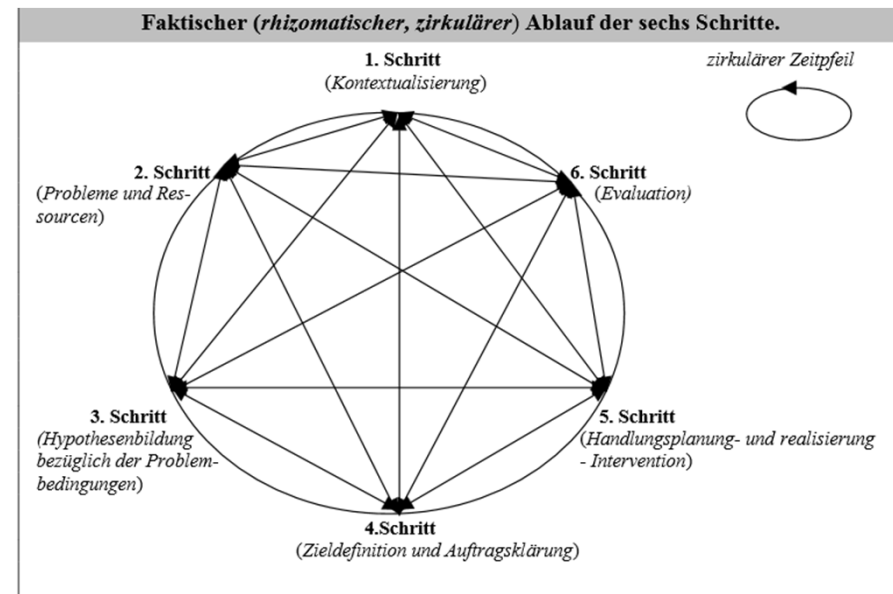 Faktischer (rhizomatischer, zirkulärer) Ablauf der sechs Schritte.
1. Schritt
(Kontextualisierung)
zirkulärer Zeitpfeil
2. Schritt
(Probleme und Res-
sourcen)
6. Schritt
(Evaluation)
3. Schritt
(Hypothesenbildung
bezüglich der Problem-
bedingungen)
5. Schritt
(Handlungsplanung- und realisierung
- Intervention)
4.Schritt
(Zieldefinition und Auftragsklärung)